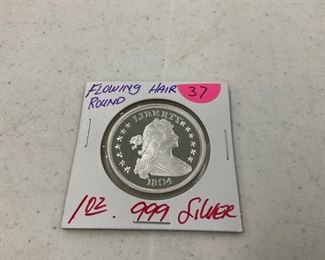 FLOWING HAIR 37
ROUND
LIBERTY
1804
1oz. .999 SILVER